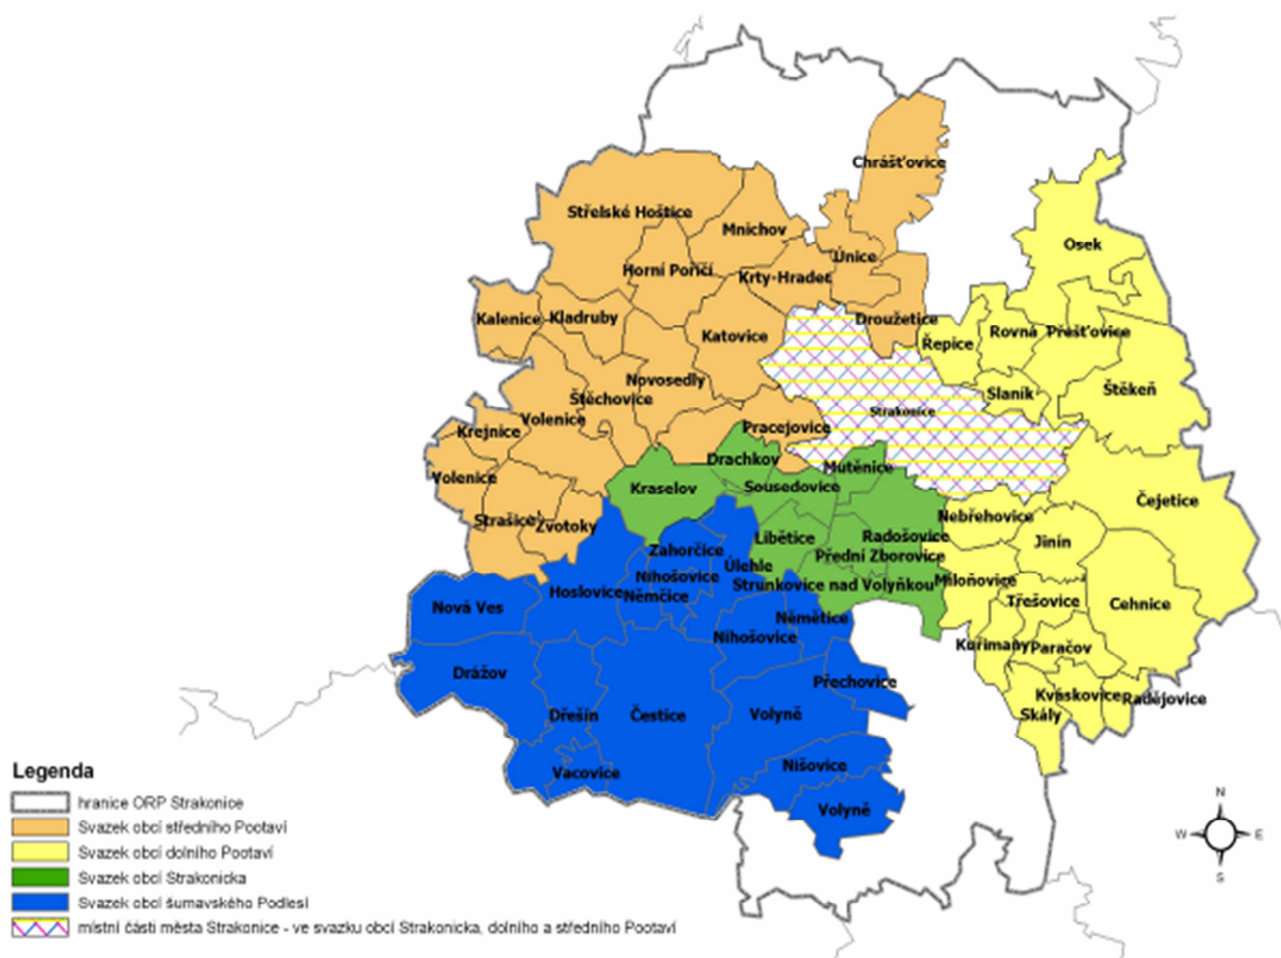 Chrášťovice
Střelské Hoštice
Mnichov
Osek
Únice
Horní Poříčí
Krty-Hradec
Kalenice
Kladruby
Droužetice
Katovice
Řepice
Rovná
Přešťovice
Novosedly
Štěchovice
Slaník
Štěkeň
Strakonice
Volenice
Krejnice
Pracejovice
Drachkov
Mutěnice
Volenice
Kraselov
Sousedovice
Čejetice
Strašice
Zvotoky
Nebřehovice
Libětice
Radošovice
Jinín
Zahorčice
Přední Zborovice
Úlehle
Nihošovice
Strunkovice nad Volyňkou
Miloňovice
Hoslovice
Němčice
Třešovice
Cehnice
Nová Ves
Němětice
Nihošovice
Kuřimany
Paračov
Drážov
Přechovice
Kváskovice
Radějovice
Dřešín
Čestice
Volyně
Skály
Vacovice
Nišovice
Volyně
Legenda
hranice ORP Strakonice
Svazek obcí středního Pootaví
Svazek obcí dolního Pootaví
Svazek obcí Strakonicka
Svazek obcí šumavského Podlesí
místní části města Strakonice - ve svazku obcí Strakonicka, dolního a středního Pootaví
N
W
E
S